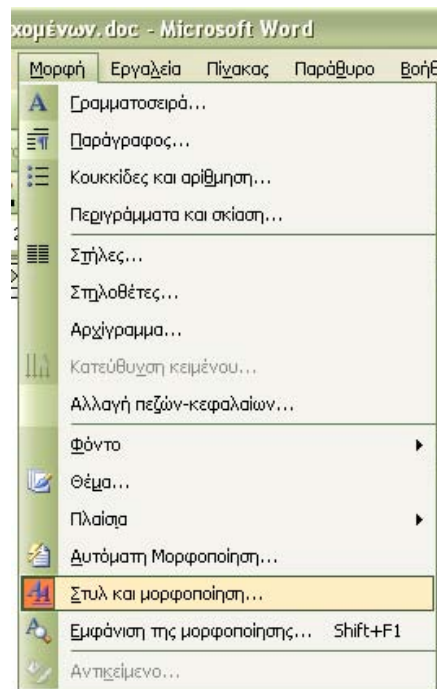 χομένων.doc - Microsoft Word
Μορφή Εργαλεία Πίνακας Παράθυρο Βοήθ
Γραμματοσειρά...
Παράγραφος...
Κουκκίδες και αρίθμηση...
Περιγράμματα και σκίαση...
Στήλες...
Στηλοθέτες...
Αρχίγραμμα...
Κατεύθυνση κειμένου...
Αλλαγή πεζών-κεφαλαίων...
Φόντο
Θέμα...
Πλαίσια
Αυτόματη Μορφοποίηση...
Στυλ και μορφοποίηση...
Εμφάνιση της μορφοποίησης... Shift+F1
Αντικείμενο...